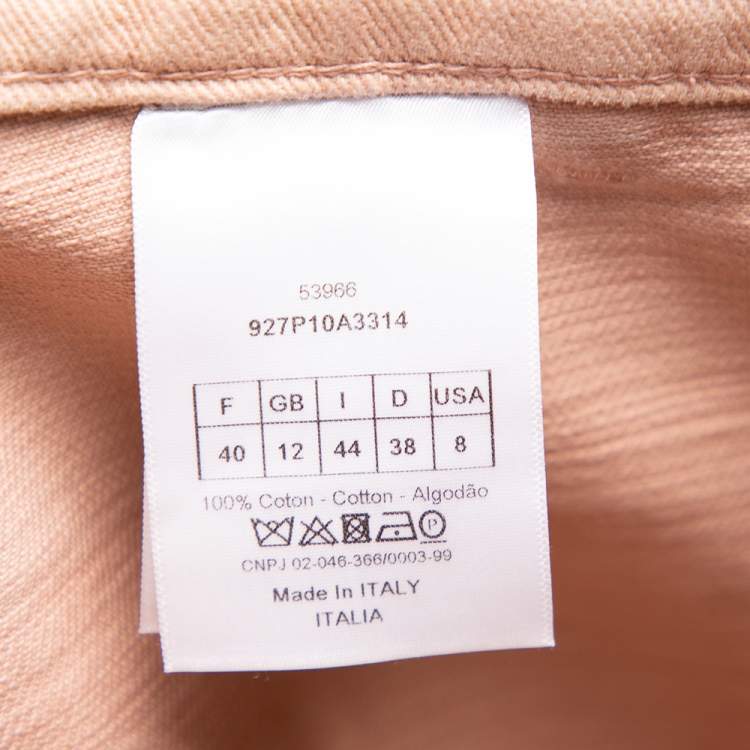 53966
927P10A3314
F GB I D USA
40 12 44 38 8
100% Coton - Cotton - Algodão
P
CNPJ 02-046-366/0003-99
Made In ITALY
ITALIA